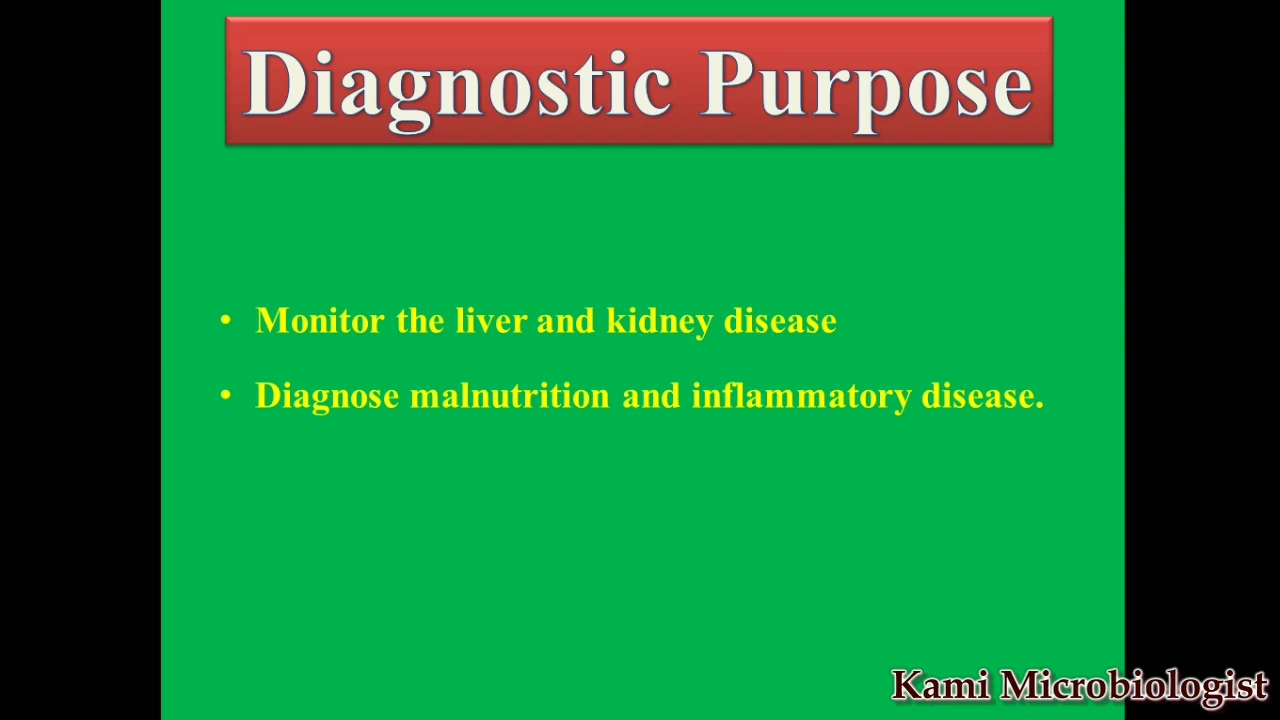 Diagnostic Purpose
• Monitor the liver and kidney disease
• Diagnose malnutrition and inflammatory disease.
Kami Microbiologist